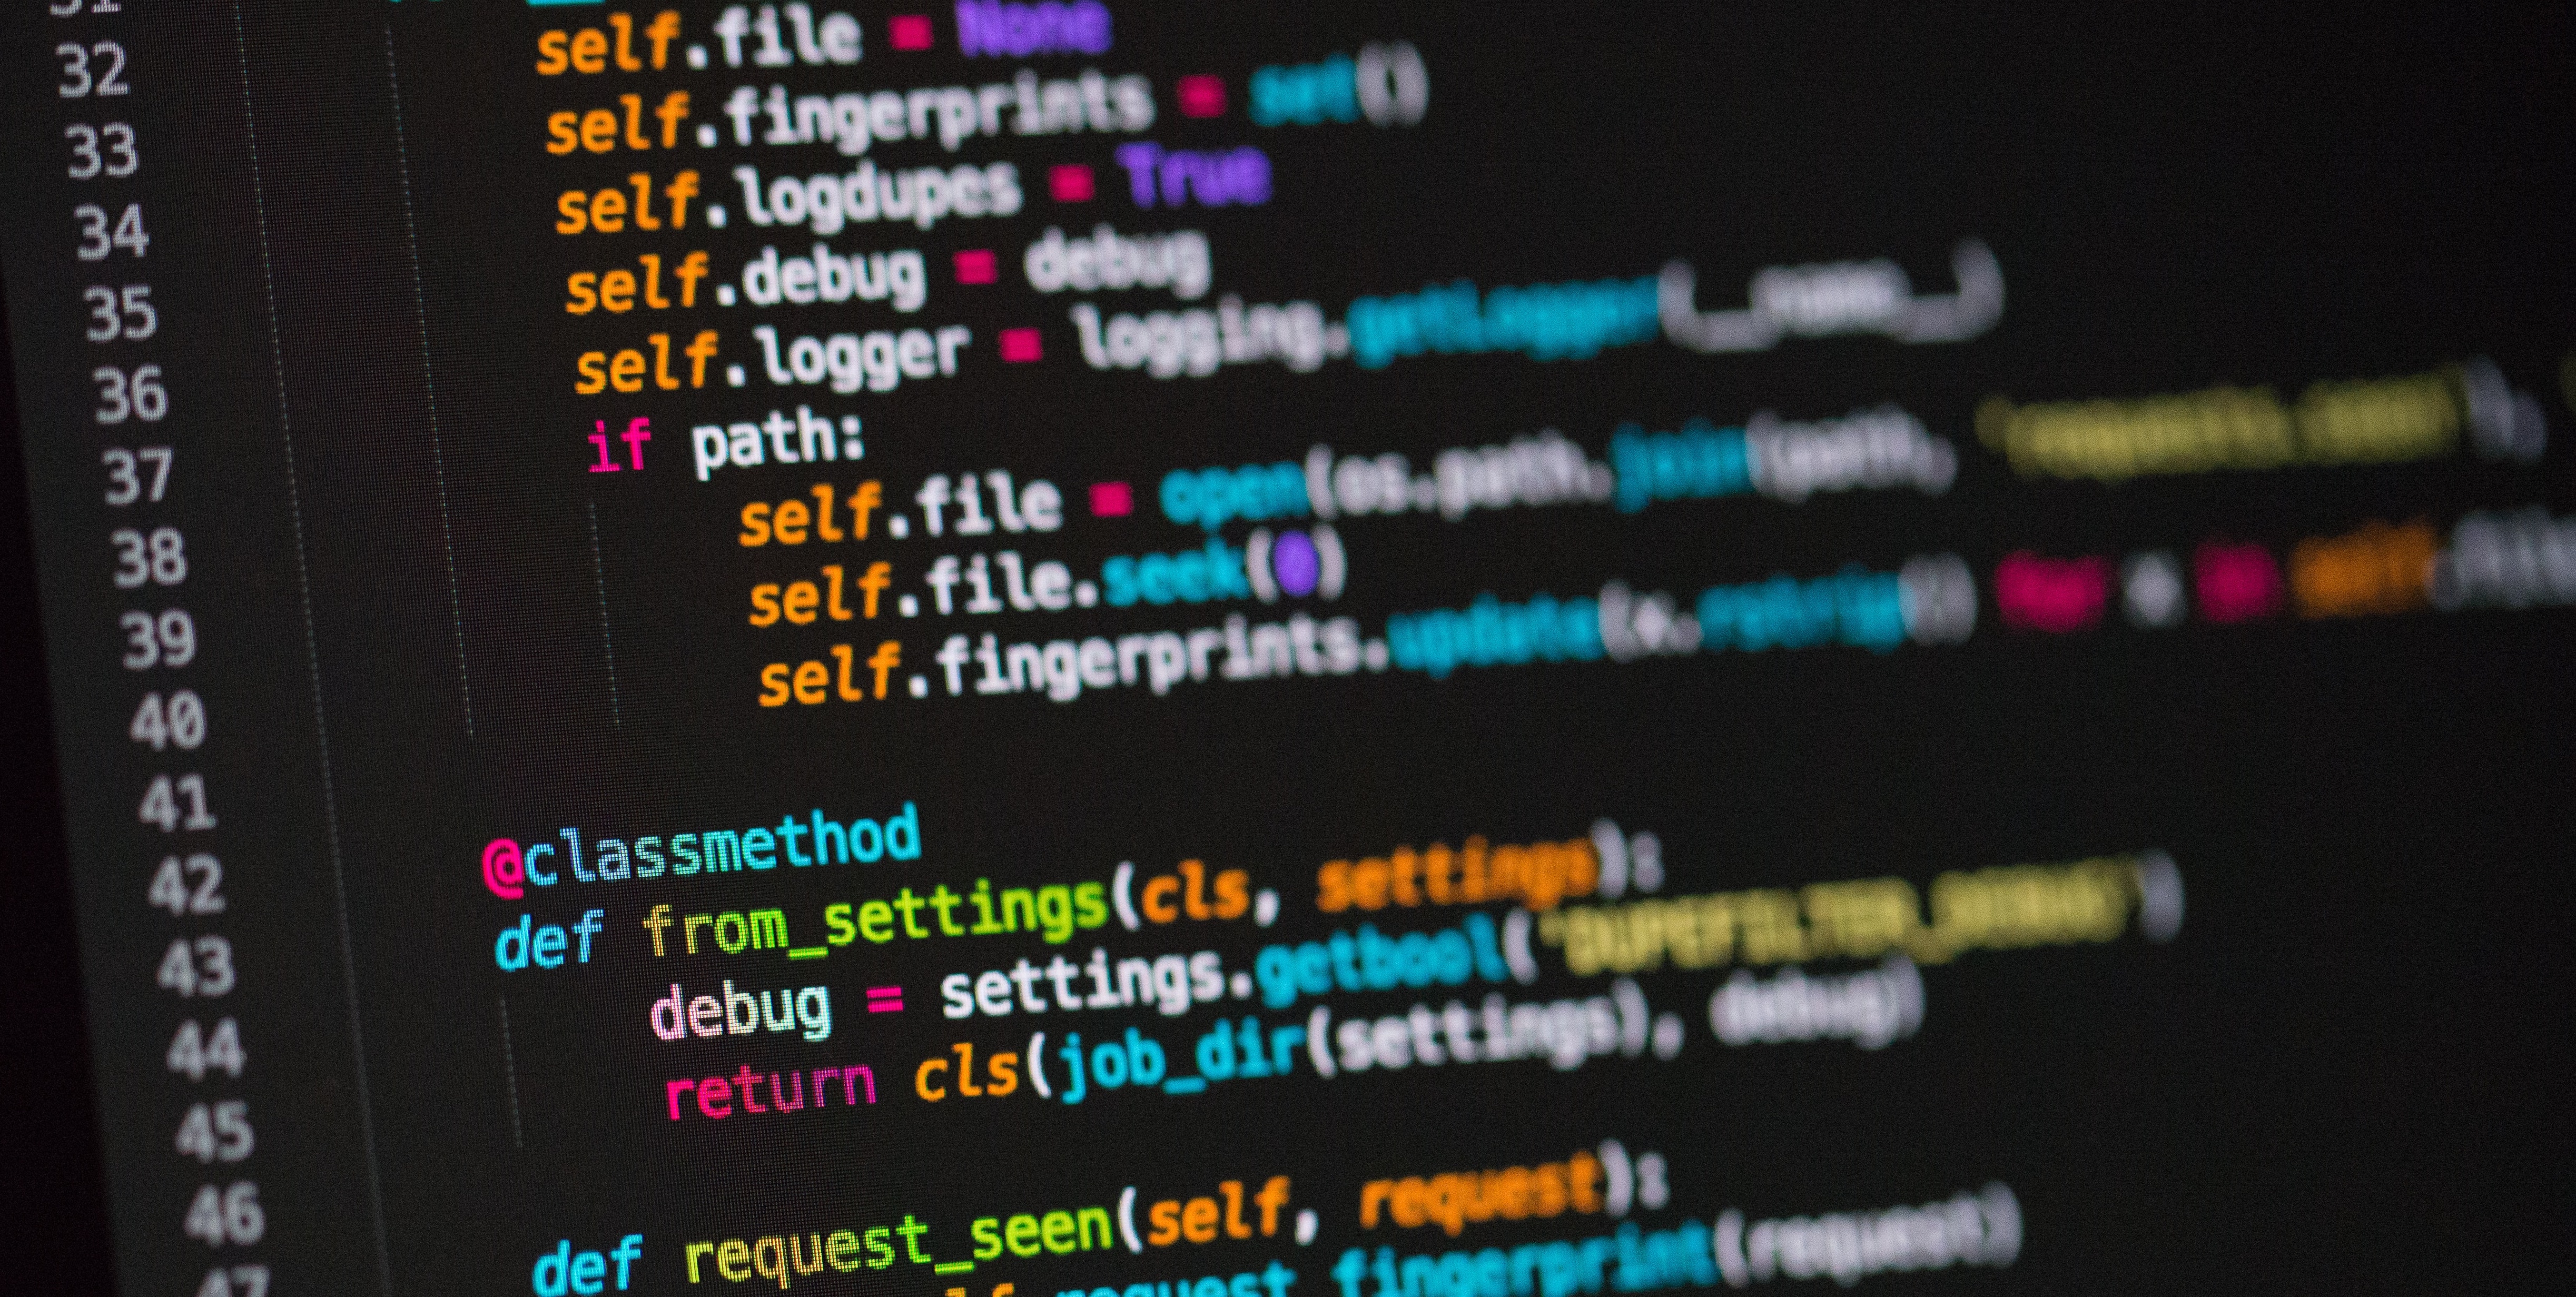 31
32 self.file = None
33 self.fingerprints = set()
34 self.logdupes = True
35 self.debug = debug
36 self.logger = logging.getLogger(__name__)
37 if path:
38 self.file = open(os.path.join(path, 'requests.seen'),
39 self.file.seek(0)
40 self.fingerprints.update(x.rstrip() for x in self.file
41
42 @classmethod
43 def from_settings(cls, settings):
44 debug = settings.getbool('DUPEFILTER_DEBUG')
45 return cls(job_dir(settings), debug)
46
47 def request_seen(self, request):
self.request_fingerprint(request)